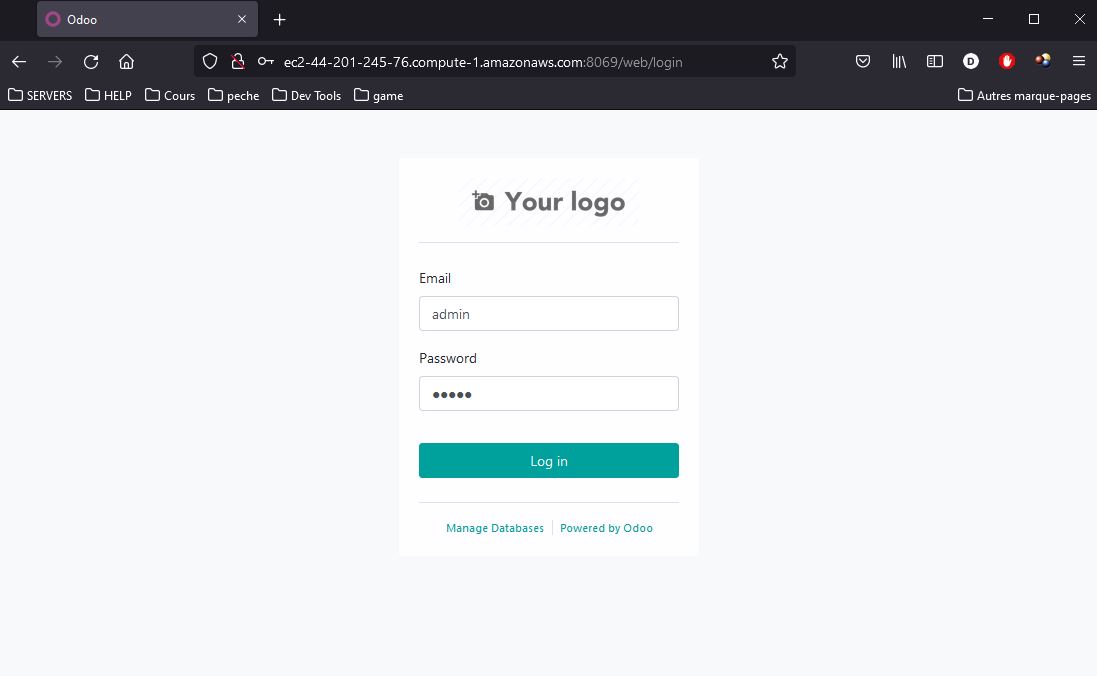 Odoo
ec2-44-201-245-76.compute-1.amazonaws.com:8069/web/login
D
SERVERS HELP Cours peche Dev Tools game Autres marque-pages
Your logo
Email
admin
Password
Log in
Manage Databases Powered by Odoo